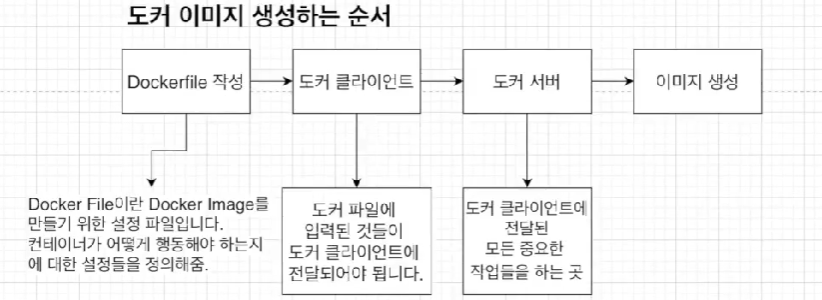 도커 이미지 생성하는 순서
Dockerfile 작성
도커 클라이언트
도커 서버
이미지 생성
Docker File이란 Docker Image를
만들기 위한 설정 파일입니다.
컨테이너가 어떻게 행동해야 하는지
에 대한 설정들을 정의해줌.
도커 파일에
입력된 것들이
도커 클라이언트에
전달되어야 됩니다.
도커 클라이언트에
전달된
모든 중요한
작업들을 하는 곳